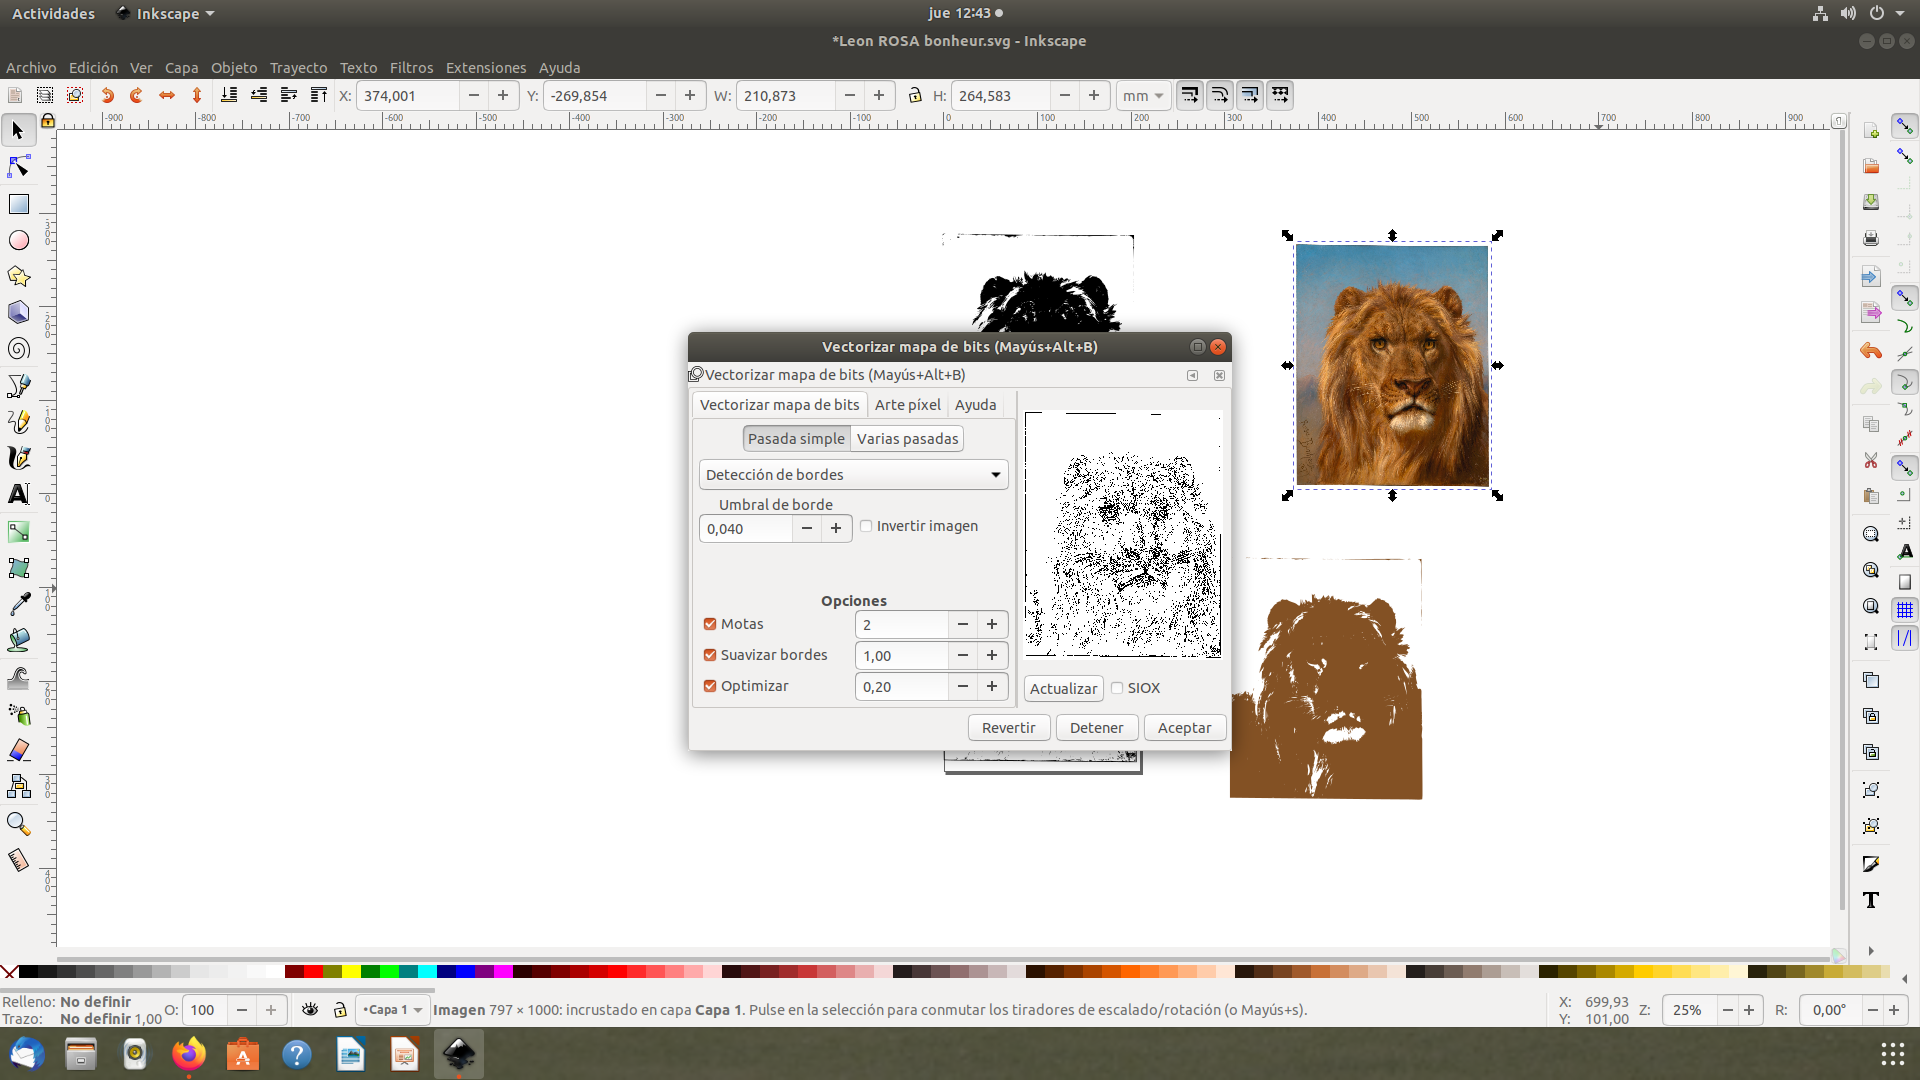 Actividades
Inkscape
jue 12:43
*Leon ROSA bonheur.svg - Inkscape
Archivo Edición Ver Capa Objeto Trayecto Texto Filtros Extensiones Ayuda
X: 374,001 Y: -269,854 W: 210,873 H: 264,583 mm
-900 -800 -700 -600 -500 -400 -300 -200 -100 0 100 200 300 400 500 600 700 800 900
Vectorizar mapa de bits (Mayús+Alt+B)
Vectorizar mapa de bits (Mayús+Alt+B)
Vectorizar mapa de bits Arte píxel Ayuda
Pasada simple Varias pasadas
Detección de bordes
Umbral de borde
0,040
Invertir imagen
Opciones
Motas 2
Suavizar bordes 1,00
Optimizar 0,20
Actualizar SIOX
Revertir Detener Aceptar
Relleno: No definir
Trazo: No definir 1,00
O: 100
•Capa 1
Imagen 797 × 1000: incrustado en capa Capa 1. Pulse en la selección para conmutar los tiradores de escalado/rotación (o Mayús+s).
X: 699,93
Y: 101,00
Z: 25%
R: 0,00°